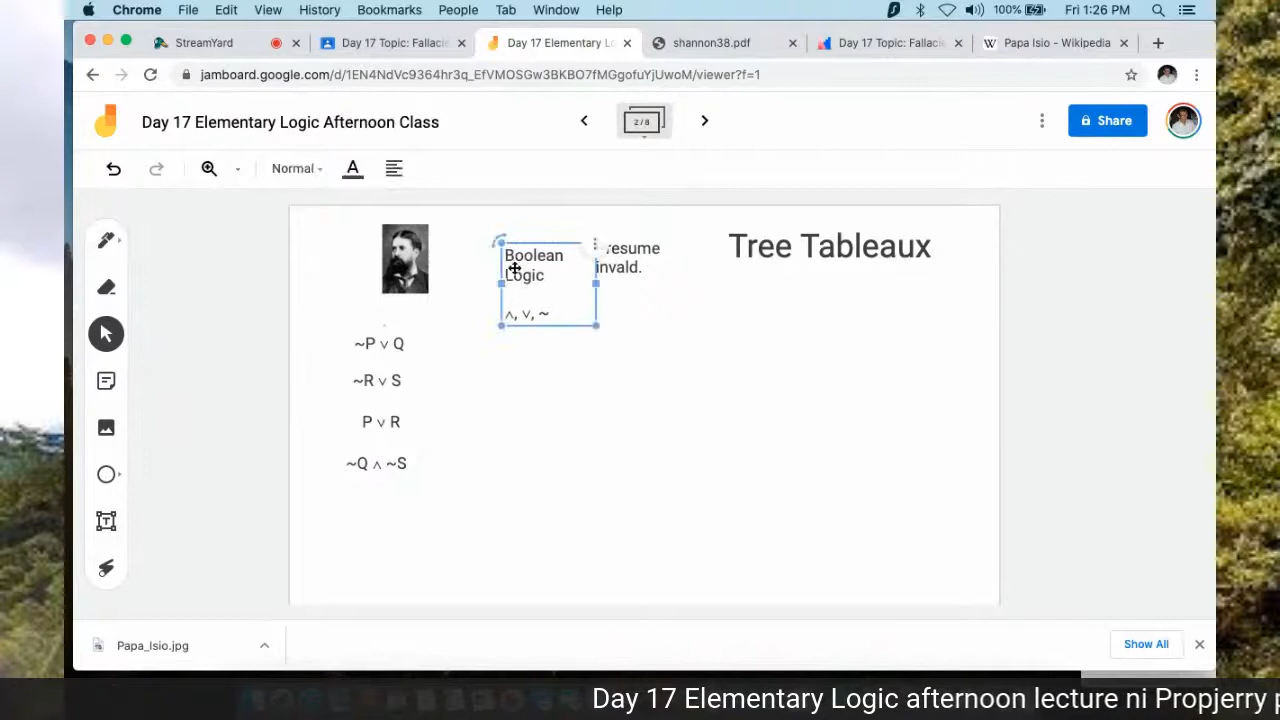 Chrome File Edit View History Bookmarks People Tab Window Help 100% Fri 1:26 PM
StreamYard
Day 17 Topic: Fallacie
Day 17 Elementary Lo
shannon38.pdf
Day 17 Topic: Fallacie
Papa Isio - Wikipedia
jamboard.google.com/d/1EN4NdVc9364hr3q_EfVMOSGw3BKBO7fMGgofuYjUwoM/viewer?f=1
Day 17 Elementary Logic Afternoon Class
2/8
Share
Normal
A
Boolean
Logic
∧, ∨, ~
resume
invald.
Tree Tableaux
~P ∨ Q
~R ∨ S
P ∨ R
~Q ∧ ~S
Papa_Isio.jpg
Show All
Day 17 Elementary Logic afternoon lecture ni Propjerry p